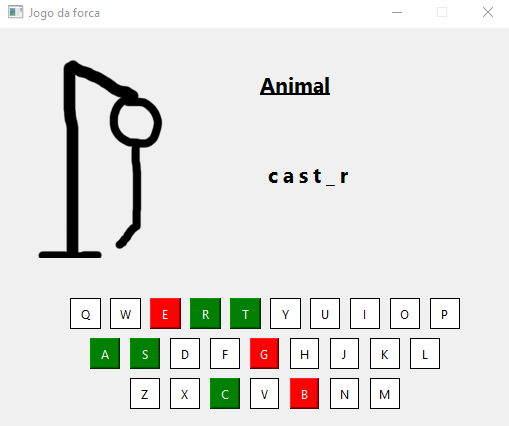 Jogo da forca
Animal
c a s t _ r
Q W E R T Y U I O P
A S D F G H J K L
Z X C V B N M